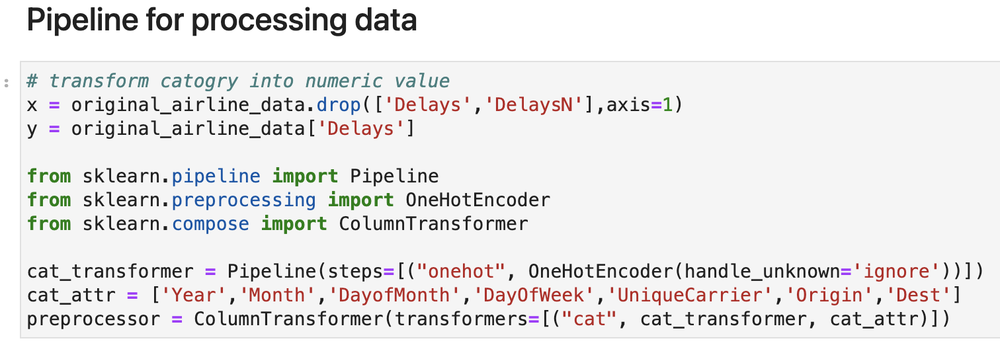 Pipeline for processing data
# transform catogry into numeric value
x = original_airline_data.drop(['Delays','DelaysN'],axis=1)
y = original_airline_data['Delays']
from sklearn.pipeline import Pipeline
from sklearn.preprocessing import OneHotEncoder
from sklearn.compose import ColumnTransformer
cat_transformer = Pipeline(steps=[("onehot", OneHotEncoder(handle_unknown='ignore'))])
cat_attr = ['Year','Month','DayofMonth','DayOfWeek','UniqueCarrier','Origin','Dest']
preprocessor = ColumnTransformer(transformers=[("cat", cat_transformer, cat_attr)])